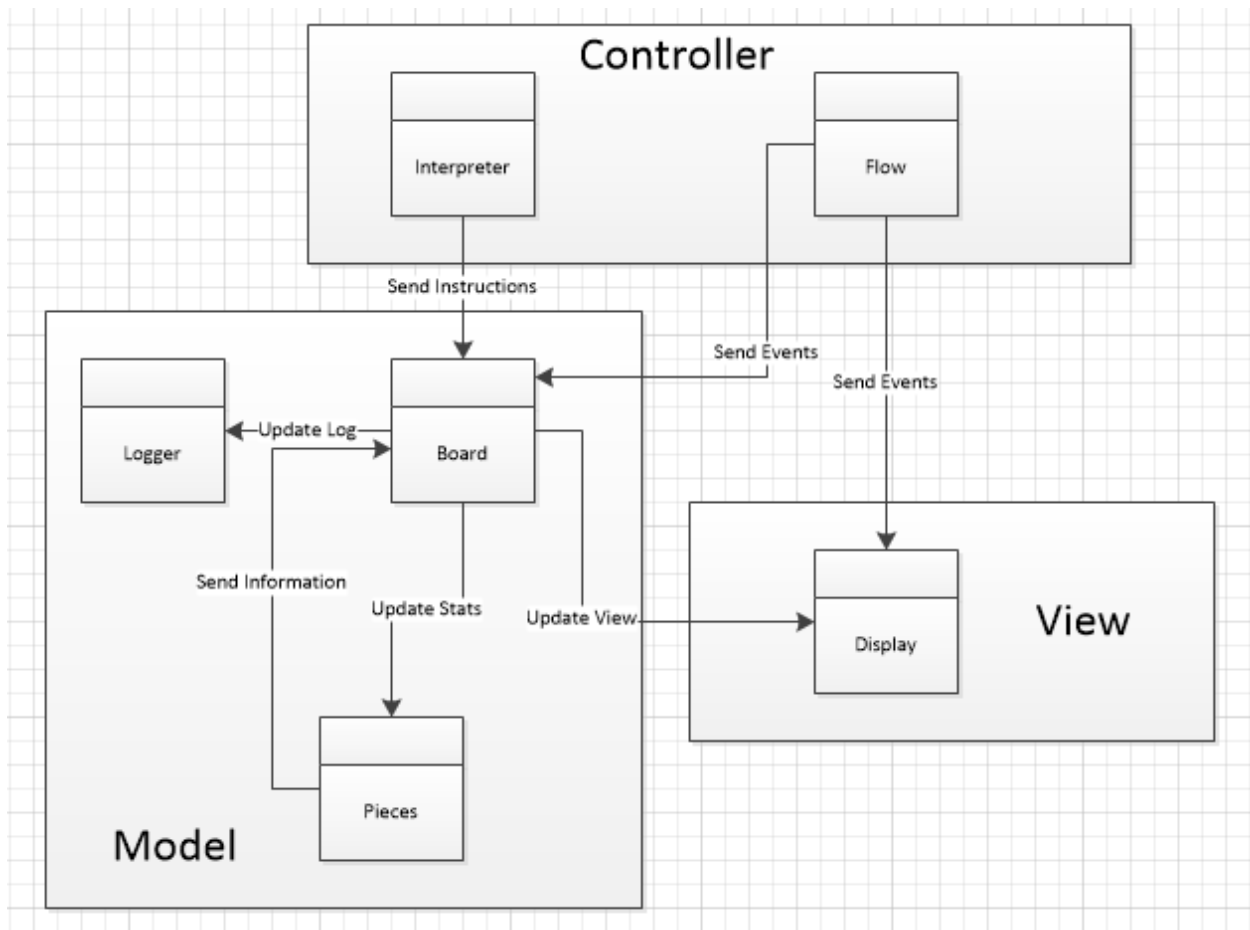 Controller
Interpreter
Flow
Send Instructions
Send Events
Send Events
Update Log
Logger
Board
Send Information
Update Stats
Update View
Display
View
Pieces
Model